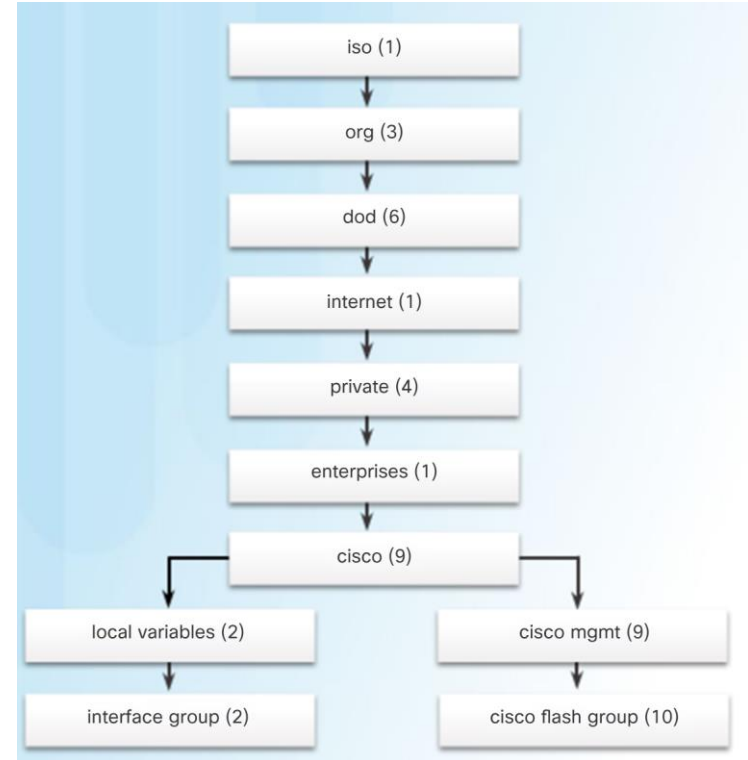 iso (1)
org (3)
dod (6)
internet (1)
private (4)
enterprises (1)
cisco (9)
local variables (2)
cisco mgmt (9)
interface group (2)
cisco flash group (10)